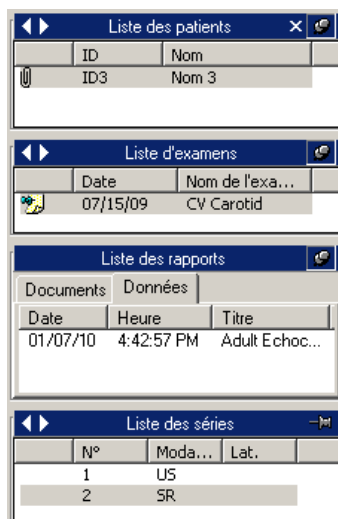 Liste des patients
ID Nom
ID3 Nom 3
Liste d'examens
Date Nom de l'exa...
07/15/09 CV Carotid
Liste des rapports
Documents Données
Date Heure Titre
01/07/10 4:42:57 PM Adult Echoc...
Liste des séries
N° Moda... Lat.
1 US
2 SR